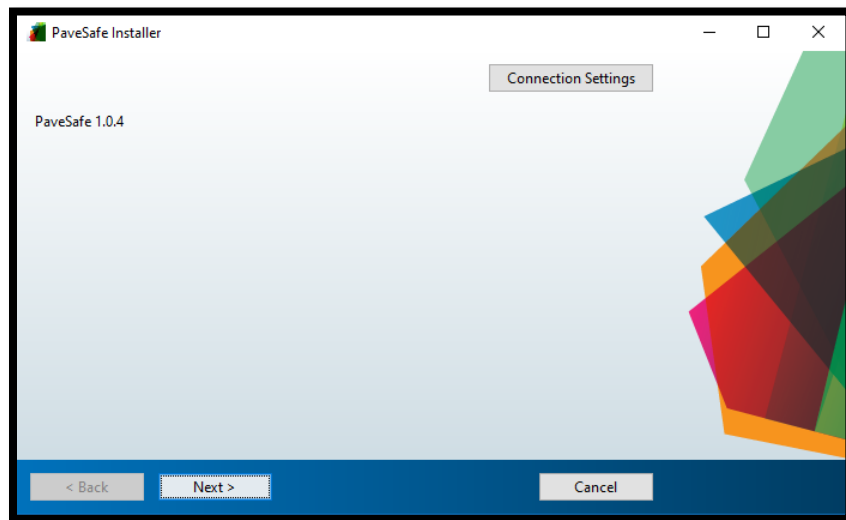 PaveSafe Installer
Connection Settings
PaveSafe 1.0.4
< Back
Next >
Cancel